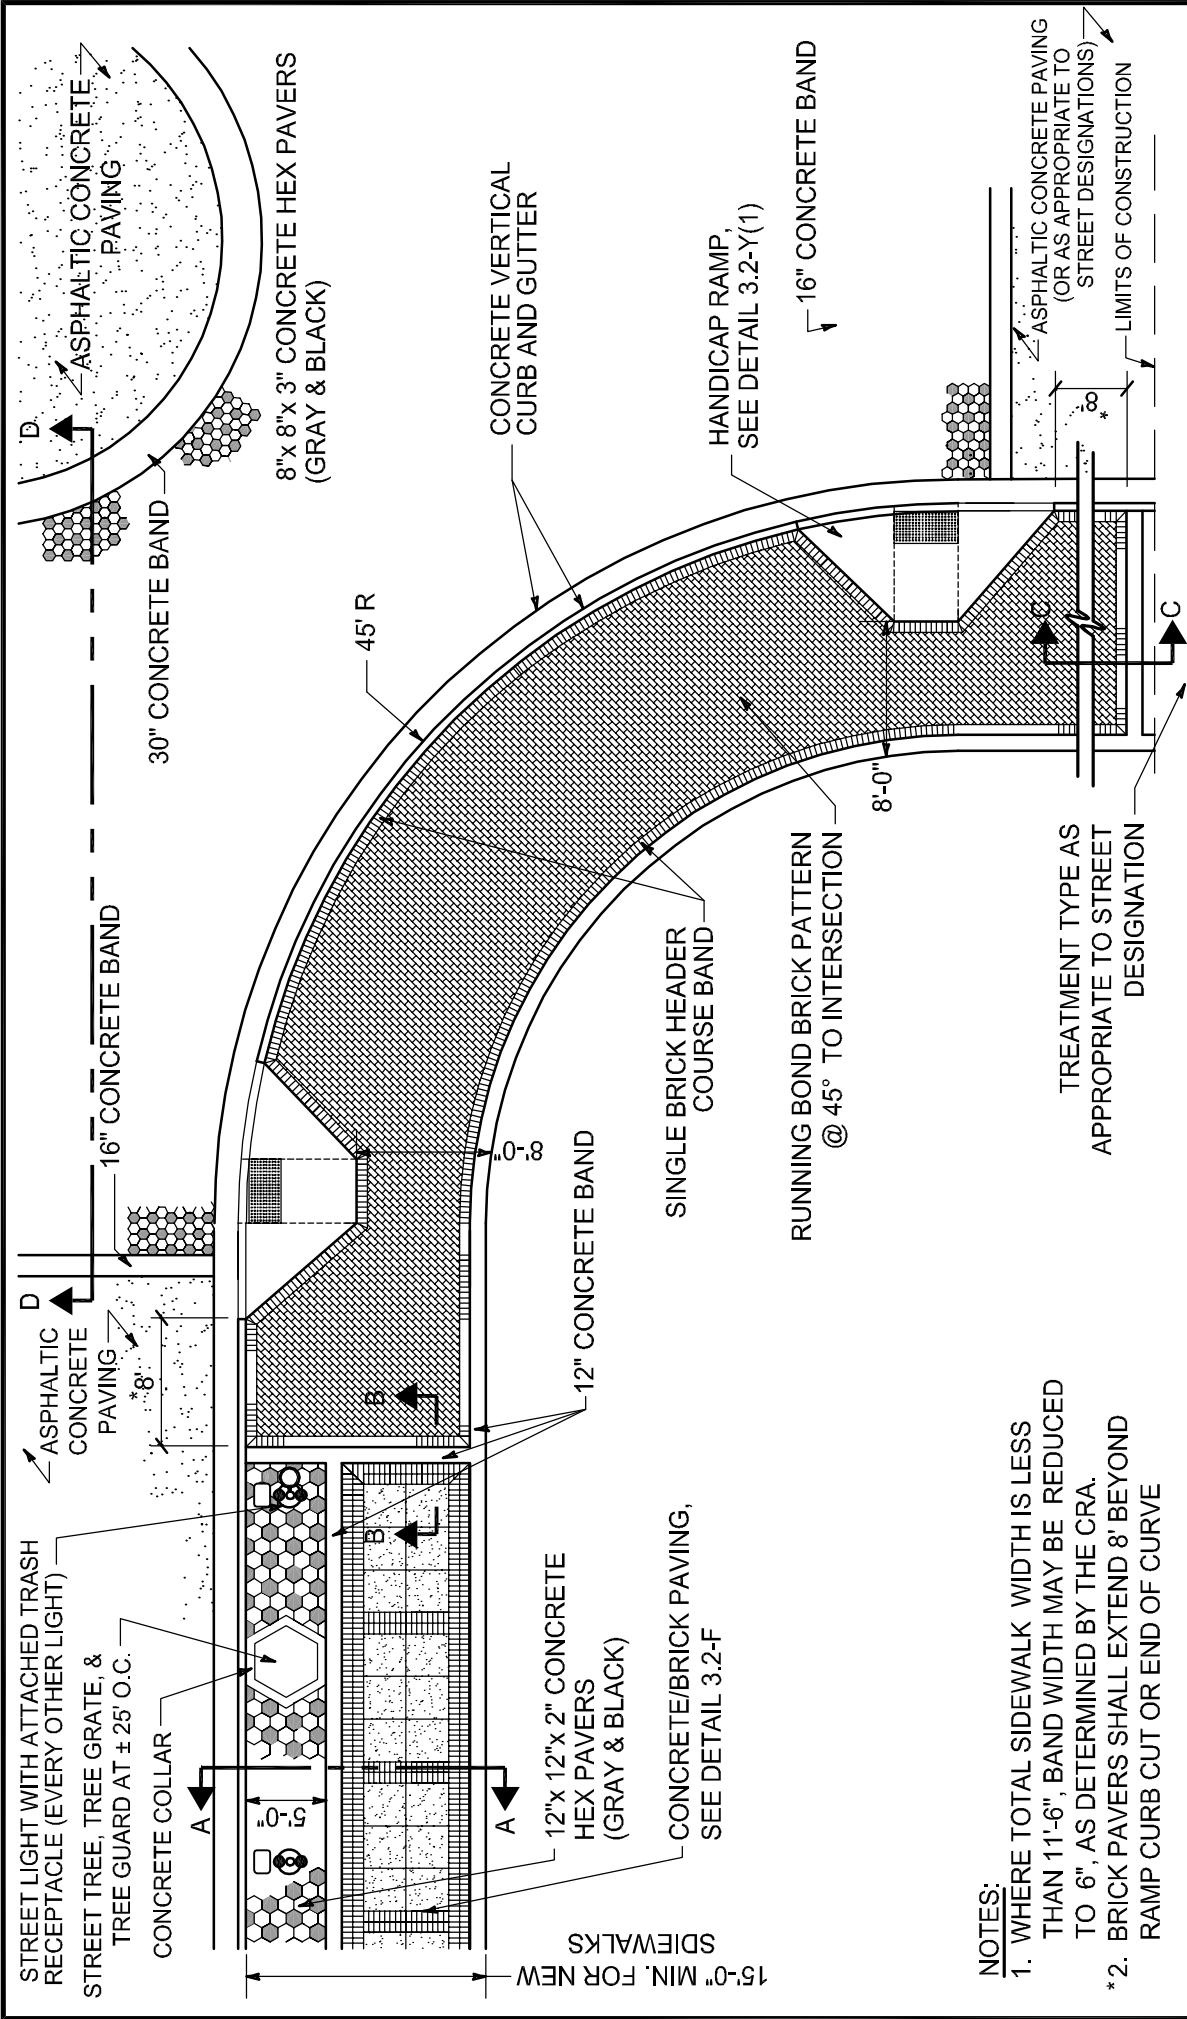 STREET LIGHT WITH ATTACHED TRASH
RECEPTACLE (EVERY OTHER LIGHT)
STREET TREE, TREE GRATE, &
TREE GUARD AT ± 25' O.C.
CONCRETE COLLAR
ASPHALTIC
CONCRETE
PAVING
*8'
D
16" CONCRETE BAND
30" CONCRETE BAND
D
ASPHALTIC CONCRETE
PAVING
8"x 8"x 3" CONCRETE HEX PAVERS
(GRAY & BLACK)
45' R
CONCRETE VERTICAL
CURB AND GUTTER
HANDICAP RAMP,
SEE DETAIL 3.2-Y(1)
16" CONCRETE BAND
ASPHALTIC CONCRETE PAVING
(OR AS APPROPRIATE TO
STREET DESIGNATIONS)
LIMITS OF CONSTRUCTION
8'
*
C
C
8'-0"
8'-0"
A
A
5'-0"
B
B
15'-0" MIN. FOR NEW
SDIEWALKS
12"x 12"x 2" CONCRETE
HEX PAVERS
(GRAY & BLACK)
CONCRETE/BRICK PAVING,
SEE DETAIL 3.2-F
12" CONCRETE BAND
SINGLE BRICK HEADER
COURSE BAND
RUNNING BOND BRICK PATTERN
@ 45° TO INTERSECTION
TREATMENT TYPE AS
APPROPRIATE TO STREET
DESIGNATION
NOTES:
1. WHERE TOTAL SIDEWALK WIDTH IS LESS
THAN 11'-6", BAND WIDTH MAY BE REDUCED
TO 6", AS DETERMINED BY THE CRA.
*2. BRICK PAVERS SHALL EXTEND 8' BEYOND
RAMP CURB CUT OR END OF CURVE